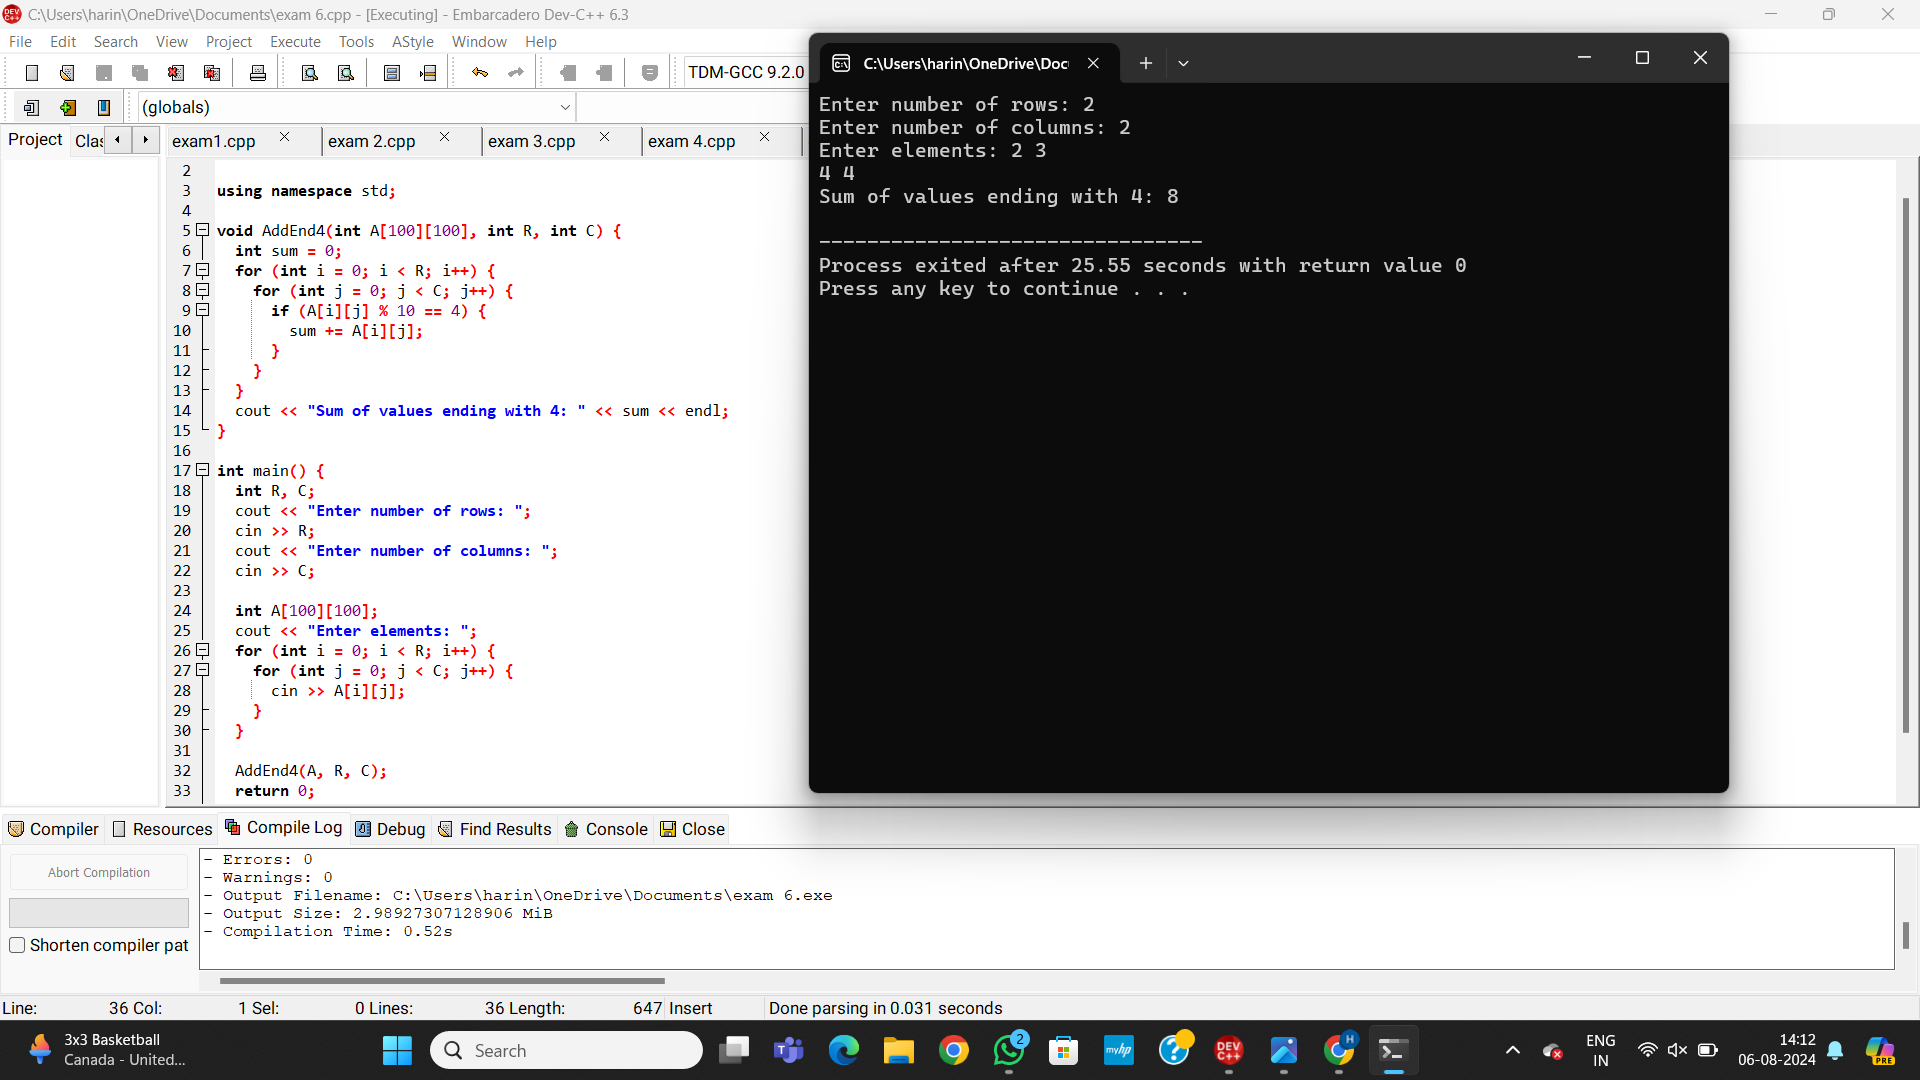 C:\Users\harin\OneDrive\Documents\exam 6.cpp - [Executing] - Embarcadero Dev-C++ 6.3
File Edit Search View Project Execute Tools AStyle Window Help
TDM-GCC 9.2.0
(globals)
Project Clas
exam1.cpp exam 2.cpp exam 3.cpp exam 4.cpp
2
3 using namespace std;
4
5 void AddEnd4(int A[100][100], int R, int C) {
6 int sum = 0;
7 for (int i = 0; i < R; i++) {
8 for (int j = 0; j < C; j++) {
9 if (A[i][j] % 10 == 4) {
10 sum += A[i][j];
11 }
12 }
13 }
14 cout << "Sum of values ending with 4: " << sum << endl;
15 }
16
17 int main() {
18 int R, C;
19 cout << "Enter number of rows: ";
20 cin >> R;
21 cout << "Enter number of columns: ";
22 cin >> C;
23
24 int A[100][100];
25 cout << "Enter elements: ";
26 for (int i = 0; i < R; i++) {
27 for (int j = 0; j < C; j++) {
28 cin >> A[i][j];
29 }
30 }
31
32 AddEnd4(A, R, C);
33 return 0;
C:\Users\harin\OneDrive\Doc
Enter number of rows: 2
Enter number of columns: 2
Enter elements: 2 3
4 4
Sum of values ending with 4: 8
--------------------------------
Process exited after 25.55 seconds with return value 0
Press any key to continue . . .
Compiler Resources Compile Log Debug Find Results Console Close
Abort Compilation
Shorten compiler pat
- Errors: 0
- Warnings: 0
- Output Filename: C:\Users\harin\OneDrive\Documents\exam 6.exe
- Output Size: 2.98927307128906 MiB
- Compilation Time: 0.52s
Line: 36 Col: 1 Sel: 0 Lines: 36 Length: 647 Insert Done parsing in 0.031 seconds
3x3 Basketball
Canada - United...
Search
2
myhp
DEV C++
H
ENG
IN
14:12
06-08-2024
PRE